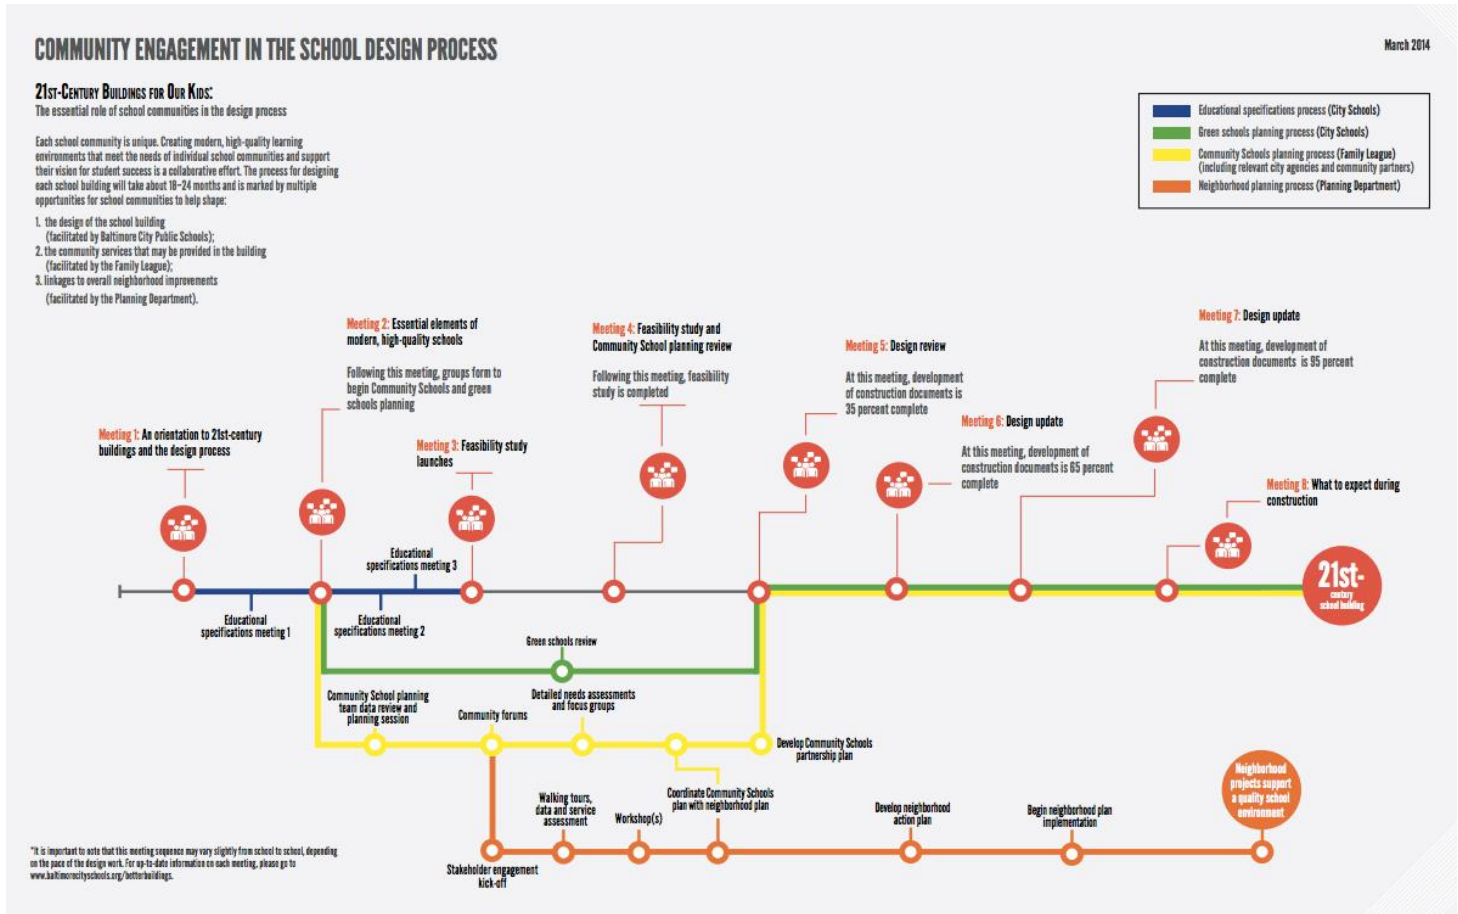 COMMUNITY ENGAGEMENT IN THE SCHOOL DESIGN PROCESS
March 2014
21ST-CENTURY BUILDINGS FOR OUR KIDS:
The essential role of school communities in the design process
Each school community is unique. Creating modern, high-quality learning
environments that meet the needs of individual school communities and support
their vision for student success is a collaborative effort. The process for designing
each school building will take about 18–24 months and is marked by multiple
opportunities for school communities to help shape:
1. the design of the school building
(facilitated by Baltimore City Public Schools);
2. the community services that may be provided in the building
(facilitated by the Family League);
3. linkages to overall neighborhood improvements
(facilitated by the Planning Department).
Educational specifications process (City Schools)
Green schools planning process (City Schools)
Community Schools planning process (Family League)
(including relevant city agencies and community partners)
Neighborhood planning process (Planning Department)
Meeting 1: An orientation to 21st-century
buildings and the design process
Meeting 2: Essential elements of
modern, high-quality schools
Following this meeting, groups form to
begin Community Schools and green
schools planning
Meeting 3: Feasibility study
launches
Meeting 4: Feasibility study and
Community School planning review
Following this meeting, feasibility
study is completed
Meeting 5: Design review
At this meeting, development
of construction documents is
35 percent complete
Meeting 6: Design update
At this meeting, development of
construction documents is 65 percent
complete
Meeting 7: Design update
At this meeting, development of
construction documents is 95 percent
complete
Meeting 8: What to expect during
construction
21st-
century
school building
Educational
specifications meeting 1
Educational
specifications meeting 2
Educational
specifications meeting 3
Green schools review
Community School planning
team data review and
planning session
Community forums
Detailed needs assessments
and focus groups
Develop Community Schools
partnership plan
Coordinate Community Schools
plan with neighborhood plan
Stakeholder engagement
kick-off
Walking tours,
data and service
assessment
Workshop(s)
Develop neighborhood
action plan
Begin neighborhood plan
implementation
Neighborhood
projects support
a quality school
environment
*It is important to note that this meeting sequence may vary slightly from school to school, depending
on the pace of the design work. For up-to-date information on each meeting, please go to
www.baltimorecityschools.org/betterbuildings.